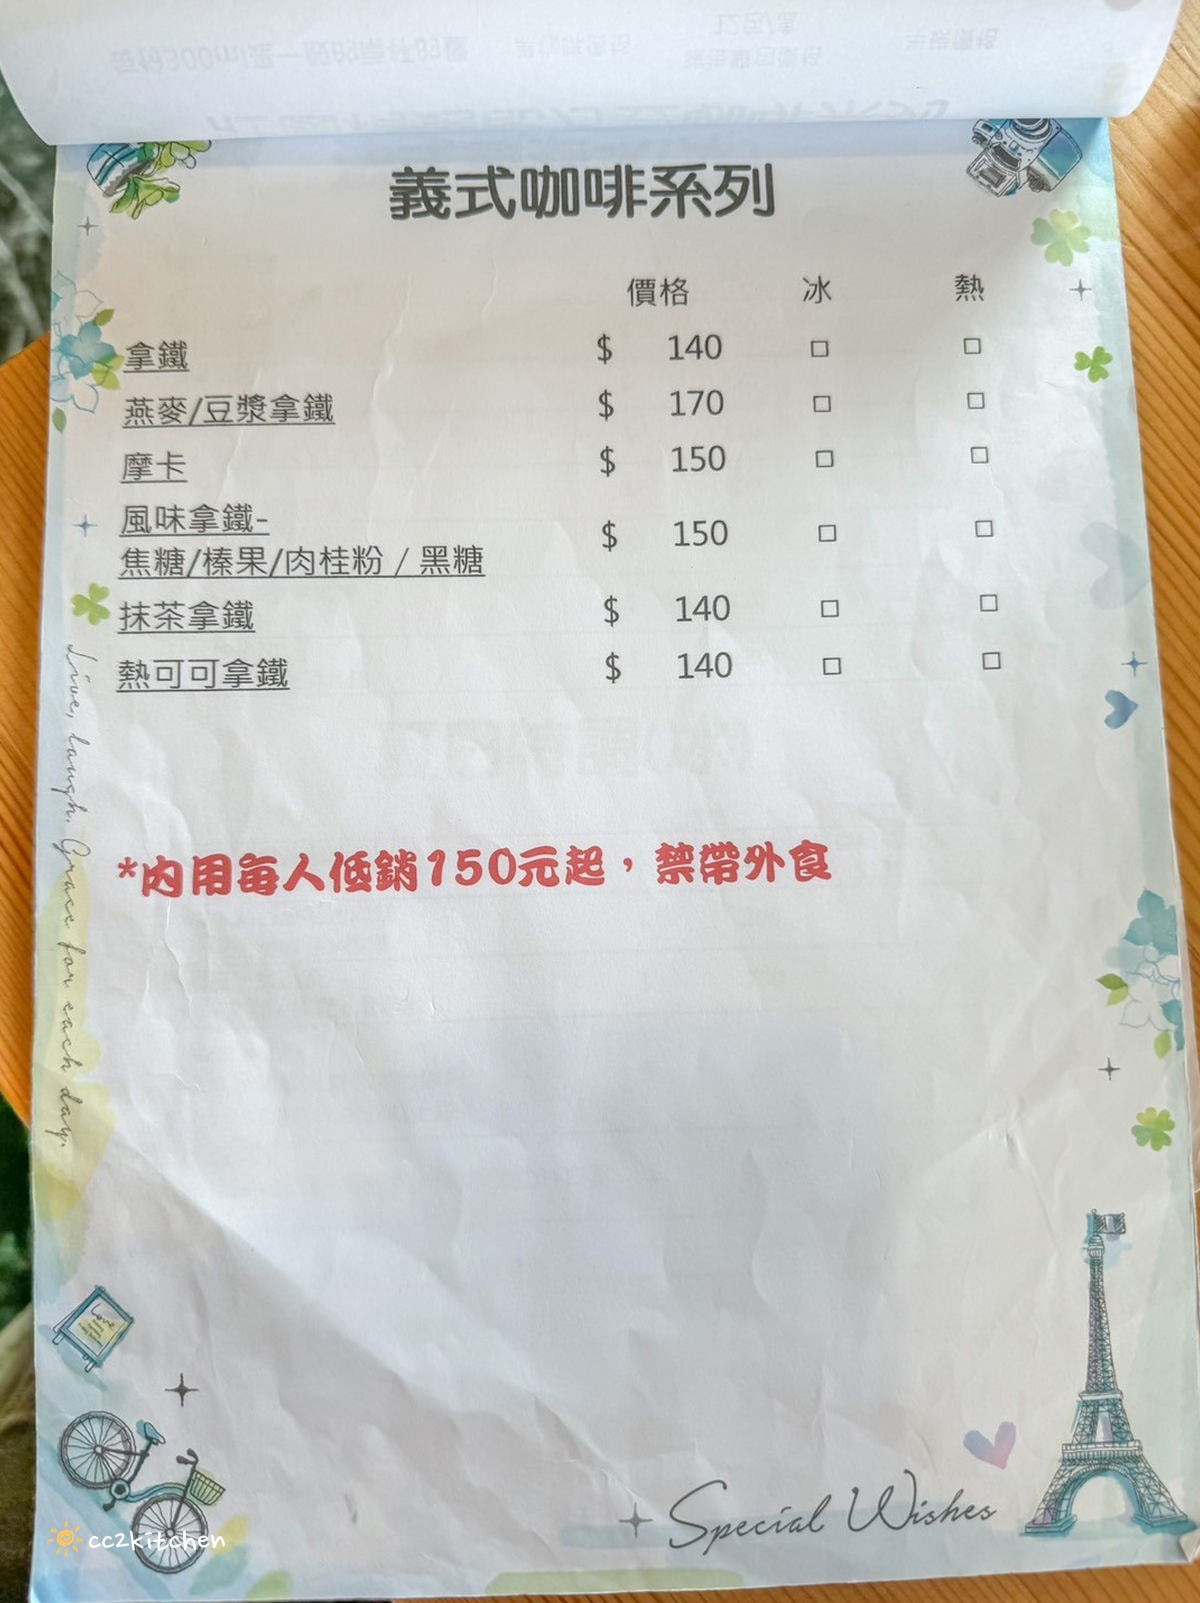 義式咖啡系列
價格 冰 熱
拿鐵 $ 140 □ □
燕麥/豆漿拿鐵 $ 170 □ □
摩卡 $ 150 □ □
風味拿鐵-
焦糖/榛果/肉桂粉 / 黑糖 $ 150 □ □
抹茶拿鐵 $ 140 □ □
熱可可拿鐵 $ 140 □ □
*內用每人低銷150元起，禁帶外食
Live, laugh. Grace for each day.
Special Wishes
cc2kitchen